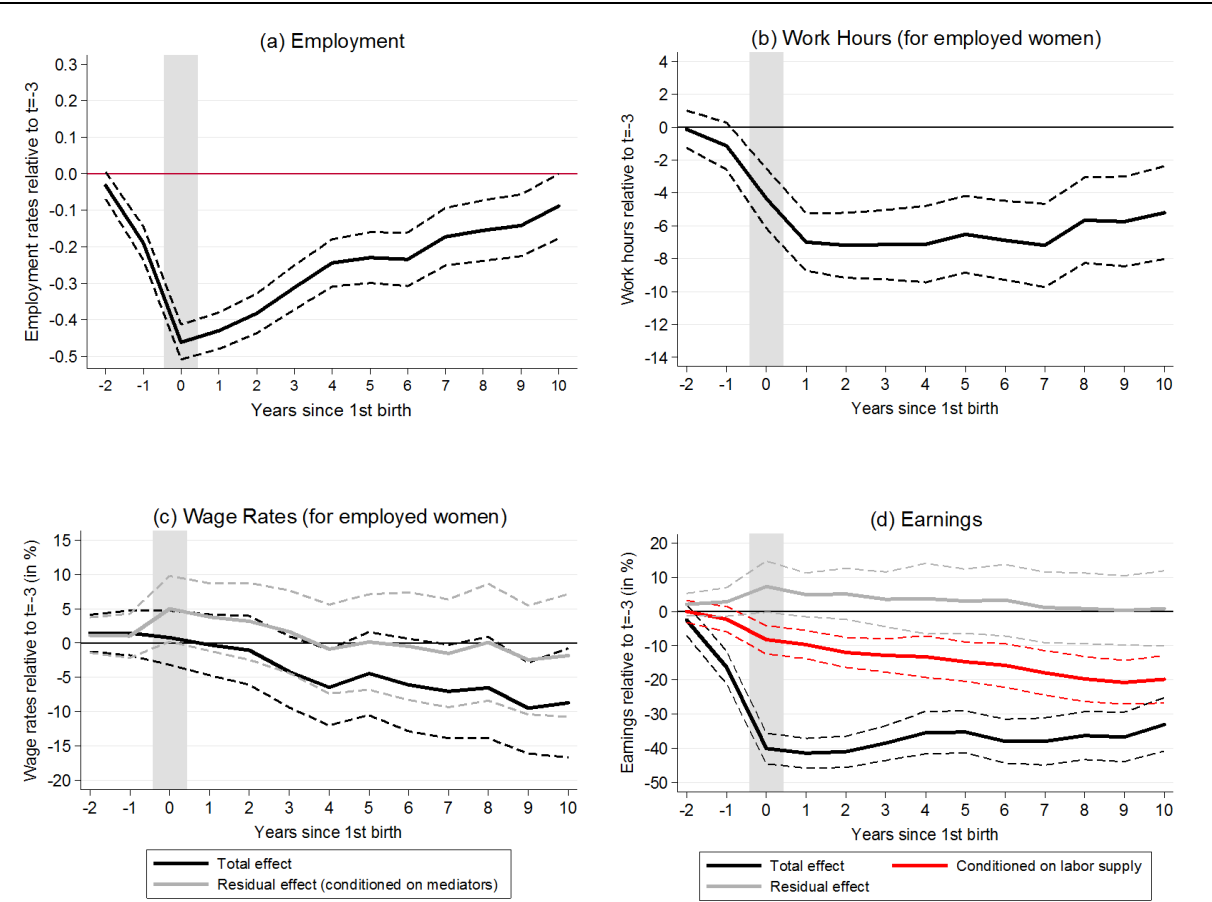 (a) Employment
Employment rates relative to t=-3
0.3
0.2
0.1
0.0
-0.1
-0.2
-0.3
-0.4
-0.5
-2 -1 0 1 2 3 4 5 6 7 8 9 10
Years since 1st birth
(b) Work Hours (for employed women)
Work hours relative to t=-3
4
2
0
-2
-4
-6
-8
-10
-12
-14
-2 -1 0 1 2 3 4 5 6 7 8 9 10
Years since 1st birth
(c) Wage Rates (for employed women)
Wage rates relative to t=-3 (in %)
15
10
5
0
-5
-10
-15
-20
-2 -1 0 1 2 3 4 5 6 7 8 9 10
Years since 1st birth
Total effect
Residual effect (conditioned on mediators)
(d) Earnings
Earnings relative to t=-3 (in %)
20
10
0
-10
-20
-30
-40
-50
-2 -1 0 1 2 3 4 5 6 7 8 9 10
Years since 1st birth
Total effect Conditioned on labor supply
Residual effect